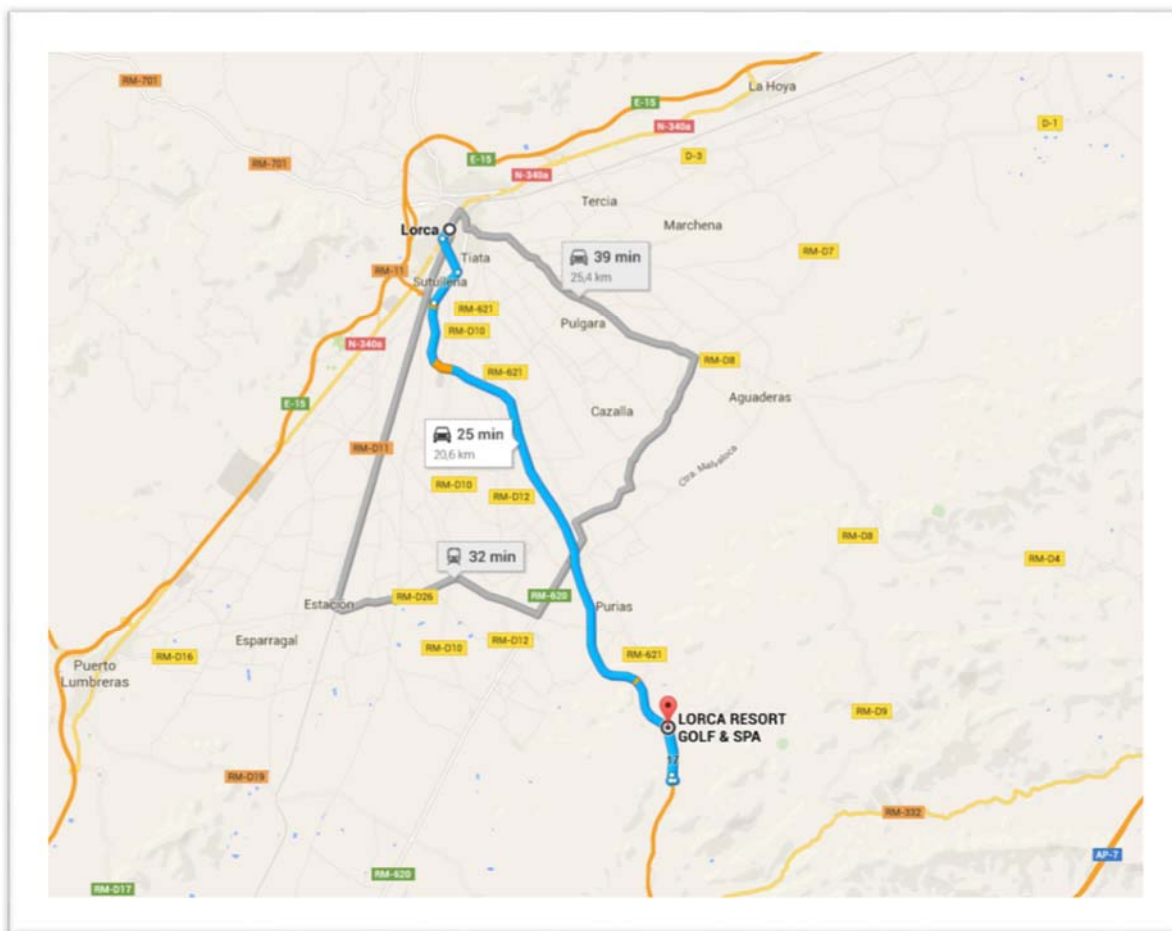 RM-701
La Hoya
E-15
N-340a
D-1
RM-701
E-15
D-3
N-340a
Tercia
Marchena
Lorca
Tiata
39 min
25,4 km
RM-D7
RM-11
Sutullena
RM-621
Pulgara
RM-D10
N-340a
RM-D8
RM-621
Aguaderas
E-15
Cazalla
25 min
20,6 km
RM-D11
Ctra. Malvaloca
RM-D10
RM-D12
RM-D8
32 min
RM-D4
Estación
RM-D26
RM-620
Purias
Esparragal
RM-D12
RM-D10
RM-D16
RM-621
Puerto
Lumbreras
RM-D9
LORCA RESORT
GOLF & SPA
17
RM-D19
RM-332
AP-7
RM-620
RM-D17